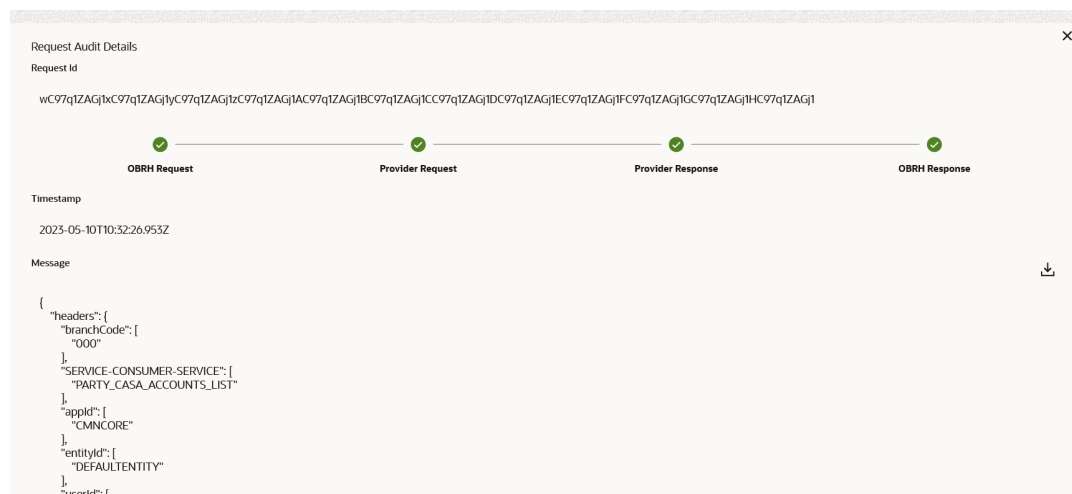 Request Audit Details
Request Id
wC97q1ZAGj1xC97q1ZAGj1yC97q1ZAGj1zC97q1ZAGj1AC97q1ZAGj1BC97q1ZAGj1CC97q1ZAGj1DC97q1ZAGj1EC97q1ZAGj1FC97q1ZAGj1GC97q1ZAGj1HC97q1ZAGj1
OBRH Request Provider Request Provider Response OBRH Response
Timestamp
2023-05-10T10:32:26.953Z
Message
{
"headers": {
"branchCode": [
"000"
],
"SERVICE-CONSUMER-SERVICE": [
"PARTY_CASA_ACCOUNTS_LIST"
],
"appId": [
"CMNCORE"
],
"entityId": [
"DEFAULTENTITY"
],
"userId": [